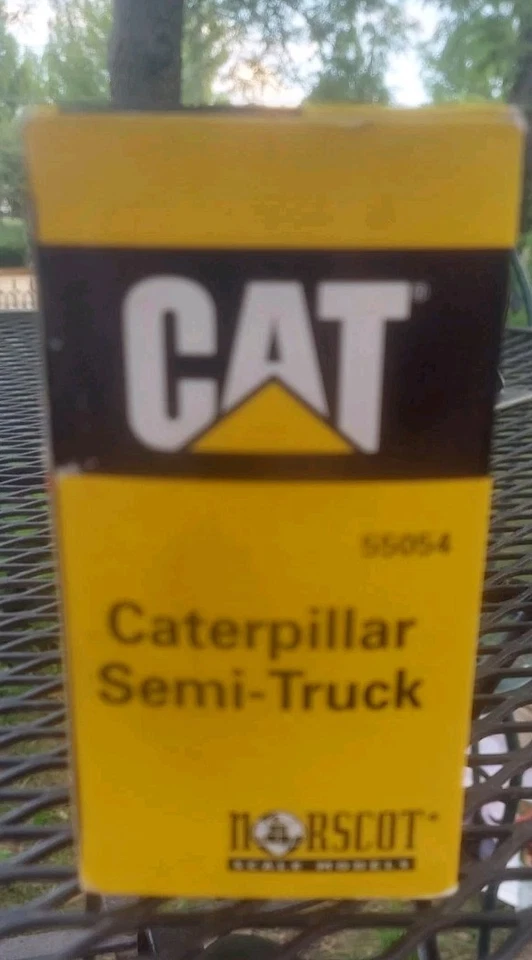 CAT®
55054
Caterpillar
Semi-Truck
NORSCOT
SCALE MODELS